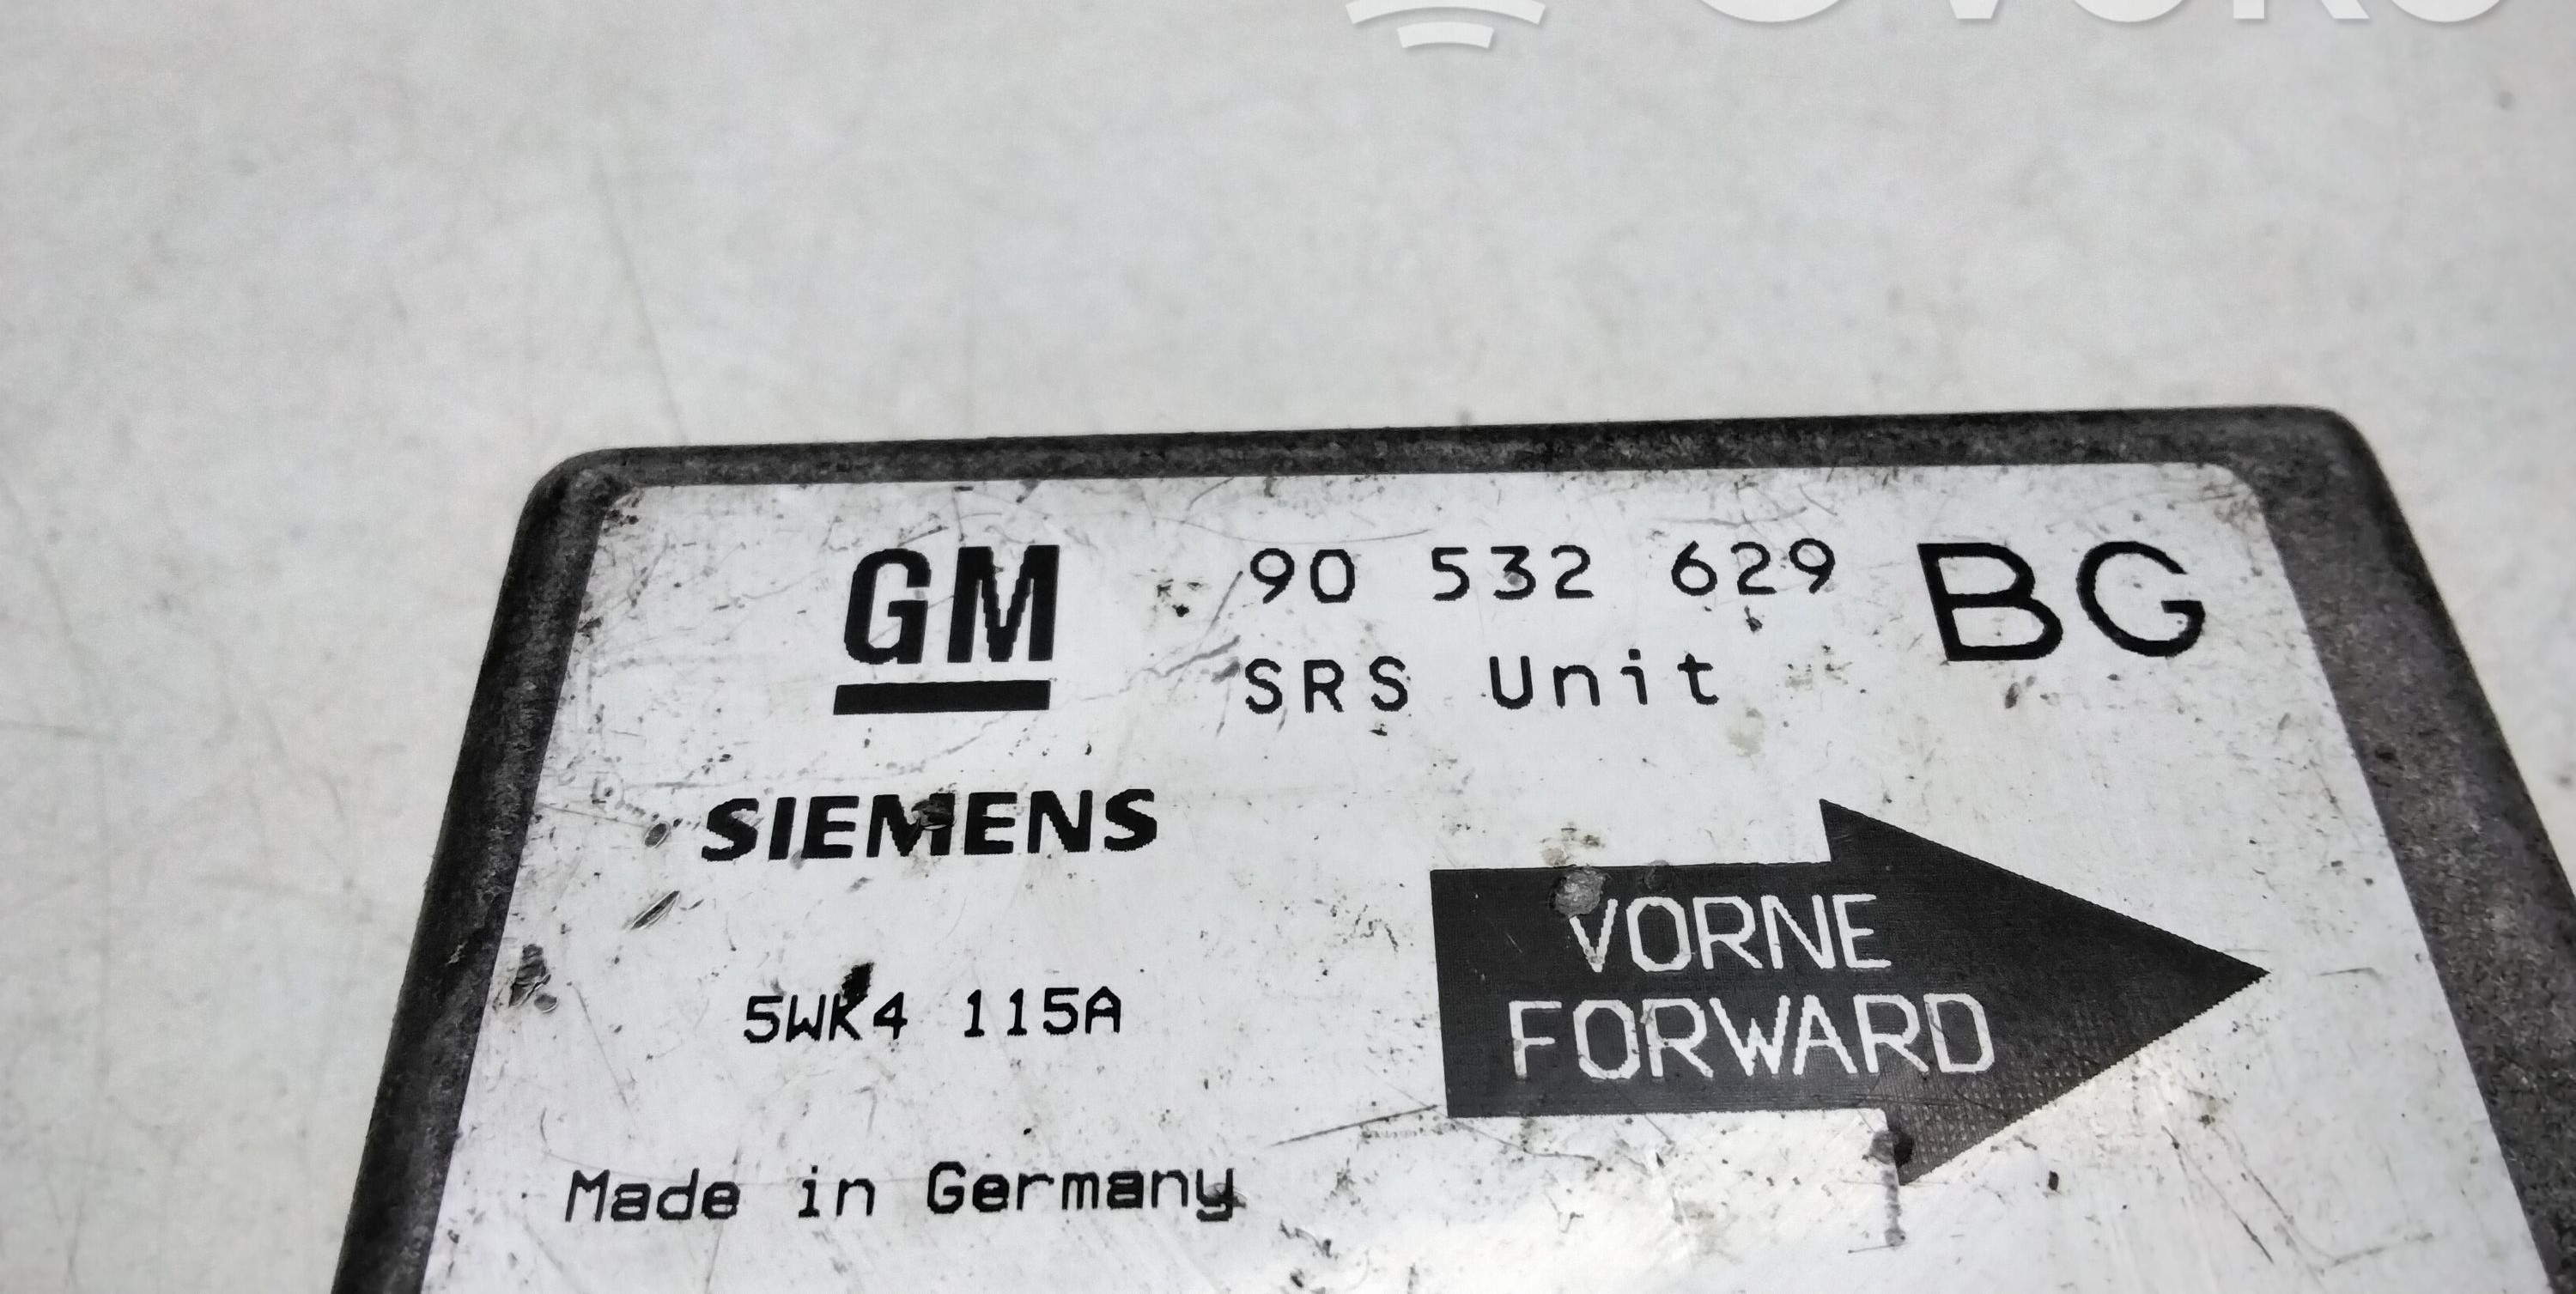 GM 90 532 629 BG
SRS Unit
SIEMENS
VORNE
FORWARD
5WK4 115A
Made in Germany